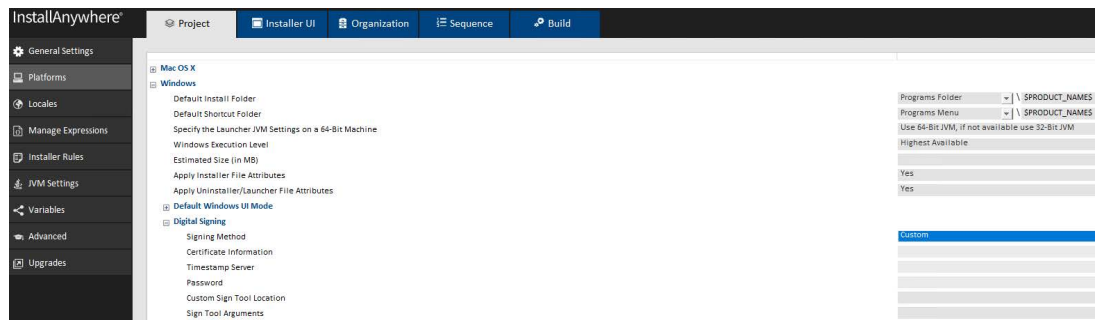 InstallAnywhere®
Project
Installer UI
Organization
Sequence
Build
General Settings
Platforms
Locales
Manage Expressions
Installer Rules
JVM Settings
Variables
Advanced
Upgrades
Mac OS X
Windows
Default Install Folder
Programs Folder \ $PRODUCT_NAME$
Default Shortcut Folder
Programs Menu \ $PRODUCT_NAME$
Specify the Launcher JVM Settings on a 64-Bit Machine
Use 64-Bit JVM, if not available use 32-Bit JVM
Windows Execution Level
Highest Available
Estimated Size (in MB)
Apply Installer File Attributes
Yes
Apply Uninstaller/Launcher File Attributes
Yes
Default Windows UI Mode
Digital Signing
Signing Method
Custom
Certificate Information
Timestamp Server
Password
Custom Sign Tool Location
Sign Tool Arguments